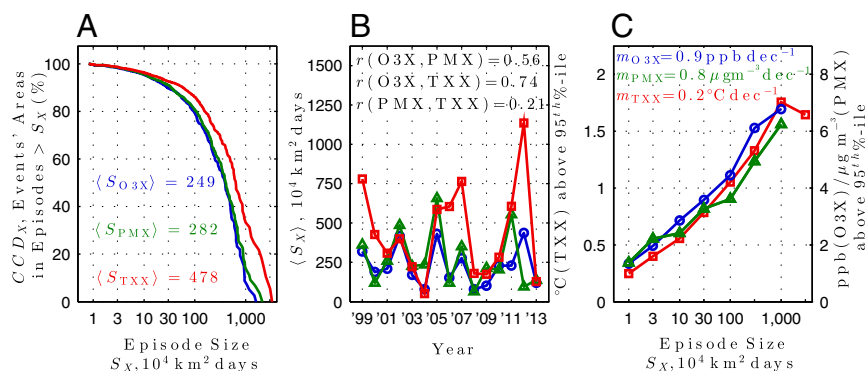 A
CCD_X, Events' Areas
in Episodes > S_X (%)
100
80
60
40
20
0
⟨S_O3X⟩ = 249
⟨S_PMX⟩ = 282
⟨S_TXX⟩ = 478
1 3 10 30 100 1,000
Episode Size
S_X, 10^4 km^2 days
B
⟨S_X⟩, 10^4 km^2 days
1500
1250
1000
750
500
250
0
r(O3X,PMX)=0.56
r(O3X,TXX)=0.74
r(PMX,TXX)=0.21
'99 '01 '03 '05 '07 '09 '11 '13
Year
C
°C(TXX) above 95^th%-ile
2
1.5
1
0.5
0
m_O3X=0.9ppb dec^-1
m_PMX=0.8 μgm^-3dec^-1
m_TXX=0.2°C dec^-1
8
6
4
2
0
ppb(O3X)/μgm^-3(PMX)
above 95^th%-ile
1 3 10 30 100 1,000
Episode Size
S_X, 10^4 km^2 days